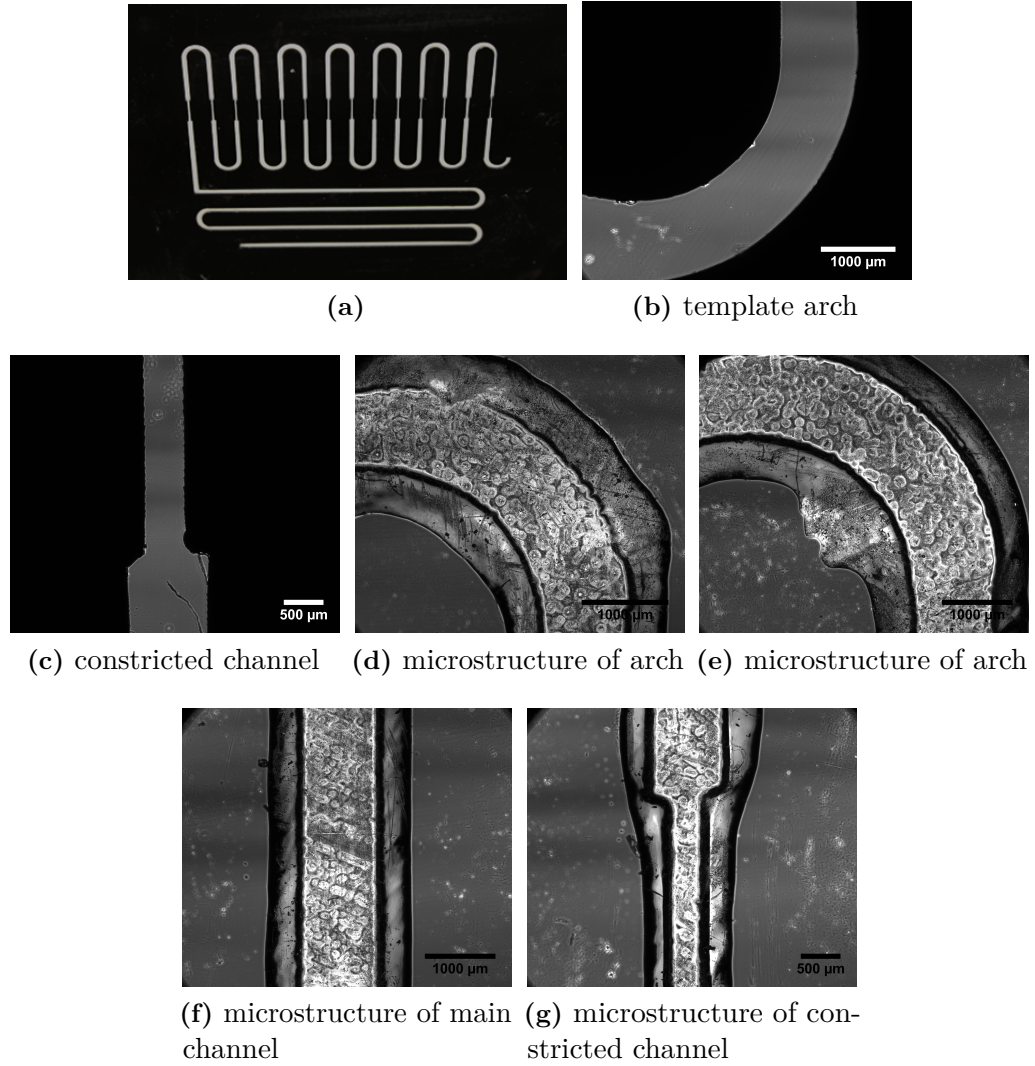 (a)
1000 µm
(b) template arch
500 µm
1000 µm
1000 µm
(c) constricted channel
(d) microstructure of arch
(e) microstructure of arch
1000 µm
500 µm
(f) microstructure of main
channel
(g) microstructure of con-
stricted channel